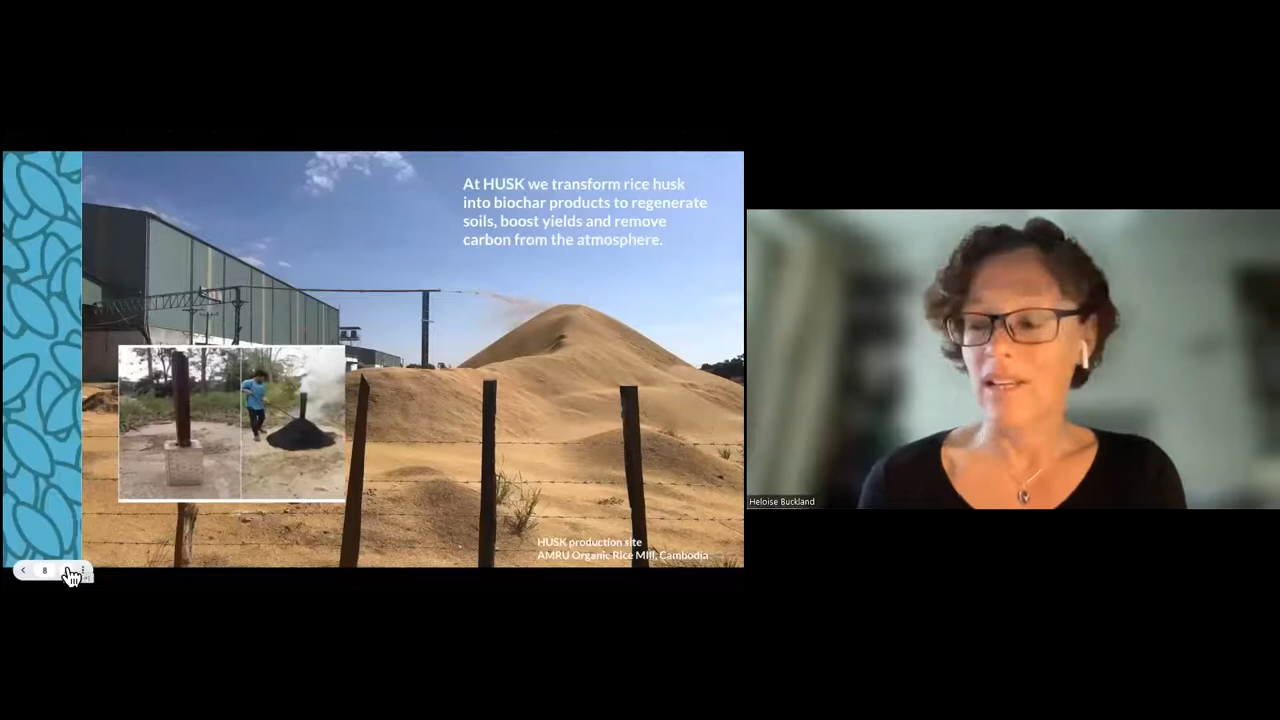 At HUSK we transform rice husk
into biochar products to regenerate
soils, boost yields and remove
carbon from the atmosphere.
HUSK production site
AMRU Organic Rice Mill, Cambodia
8
Heloise Buckland